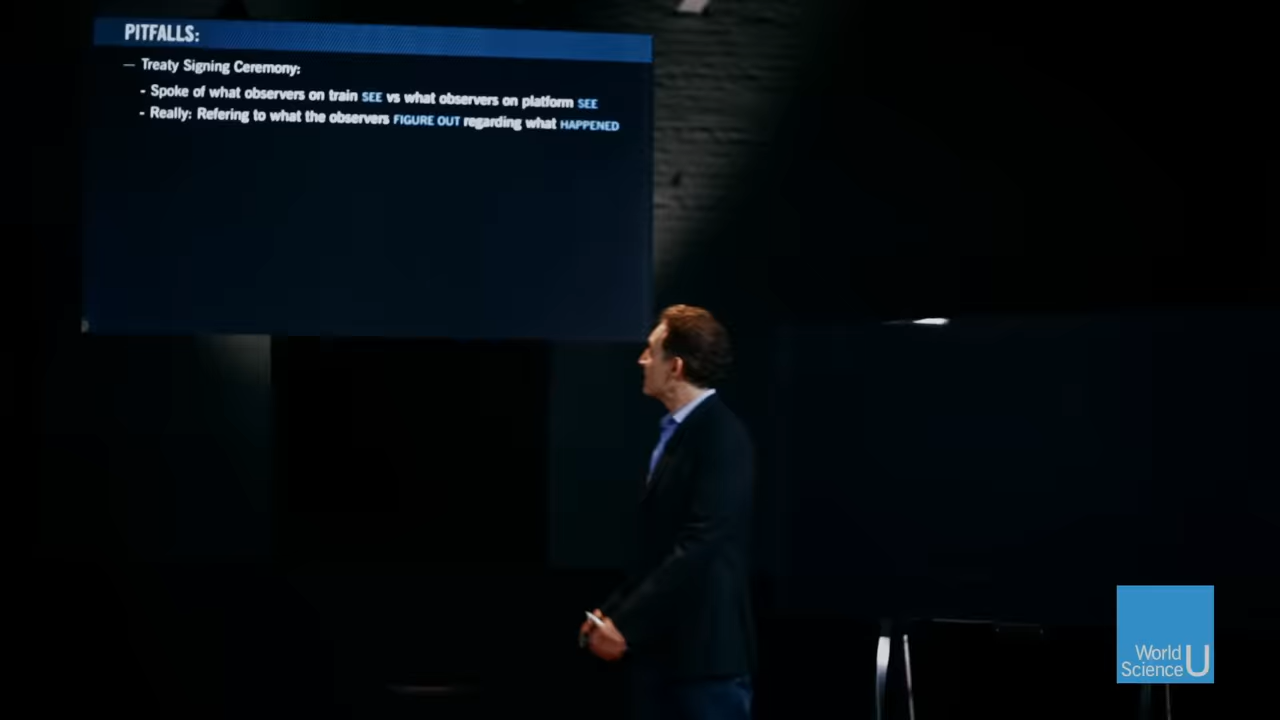 PITFALLS:
— Treaty Signing Ceremony:
- Spoke of what observers on train SEE vs what observers on platform SEE
- Really: Refering to what the observers FIGURE OUT regarding what HAPPENED
World
Science U